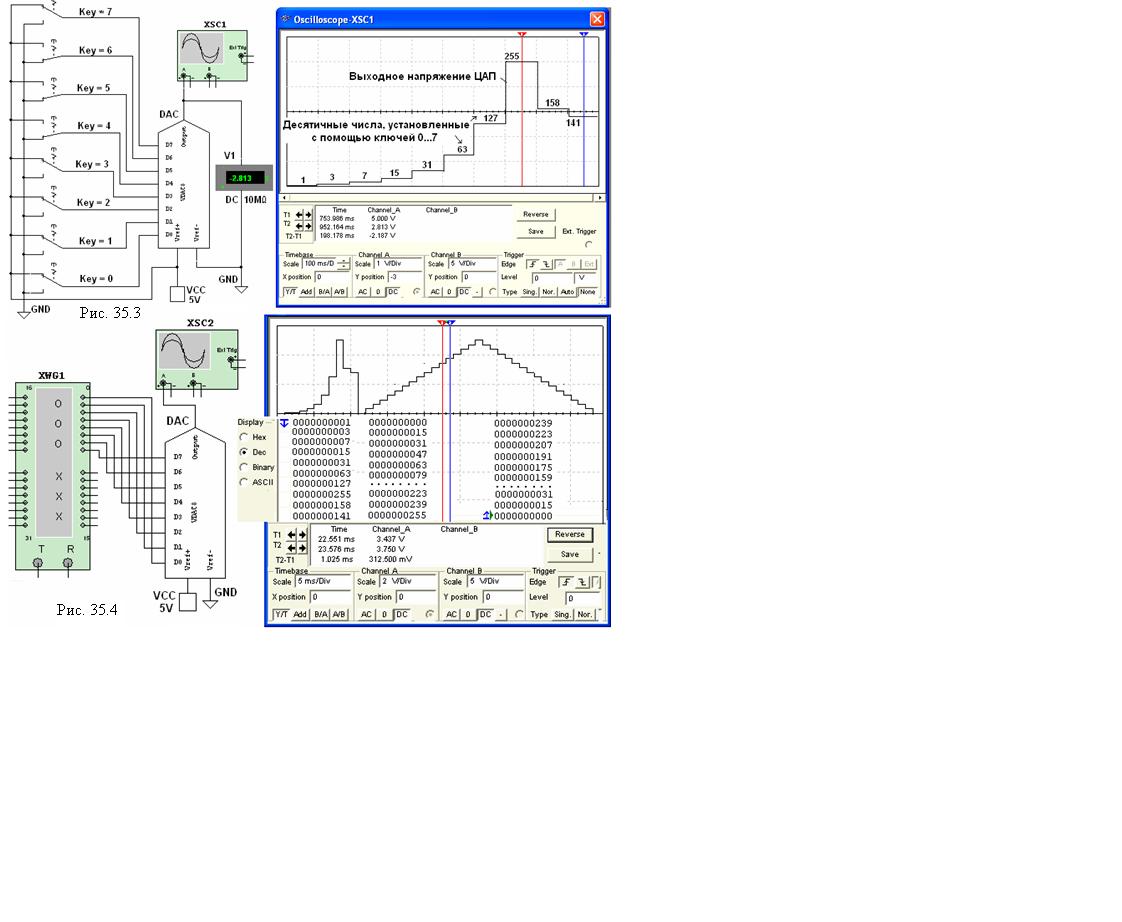 Key = 7
Key = 6
Key = 5
Key = 4
Key = 3
Key = 2
Key = 1
Key = 0
GND
Рис. 35.3
XSC1
Ext Trig
A
B
DAC
Output
D7
D6
D5
D4
D3
D2
D1
D0
VDAC8
Vref+
Vref-
V1
-2.813
DC 10MΩ
GND
VCC
5V
Oscilloscope-XSC1
255
Выходное напряжение ЦАП
158
127
141
Десятичные числа, установленные
с помощью ключей 0...7
63
31
15
7
3
1
Time Channel_A Channel_B
T1 753.986 ms 5.000 V
T2 952.164 ms 2.813 V
T2-T1 198.178 ms -2.187 V
Reverse
Save
Ext. Trigger
Timebase
Scale 100 ms/D
X position 0
Y/T Add B/A A/B
Channel A
Scale 1 V/Div
Y position -3
AC 0 DC
Channel B
Scale 5 V/Div
Y position 0
AC 0 DC -
Trigger
Edge A B Ext
Level 0 V
Type Sing. Nor. Auto None
XSC2
Ext Trig
A
B
XWG1
16
0
O
O
O
X
X
X
31
15
T R
Рис. 35.4
DAC
Output
D7
D6
D5
D4
D3
D2
D1
D0
VDAC8
Vref+
Vref-
VCC
5V
GND
Display
Hex
Dec
Binary
ASCII
0000000001 0000000000 0000000239
0000000003 0000000015 0000000223
0000000007 0000000031 0000000207
0000000015 0000000047 0000000191
0000000031 0000000063 0000000175
0000000063 0000000079 0000000159
0000000127 . . . . . . . . . . . . . . . .
0000000255 0000000223 0000000031
0000000158 0000000239 0000000015
0000000141 0000000255 0000000000
Time Channel_A Channel_B
T1 22.551 ms 3.437 V
T2 23.576 ms 3.750 V
T2-T1 1.025 ms 312.500 mV
Reverse
Save
Timebase
Scale 5 ms/Div
X position 0
Y/T Add B/A A/B
Channel A
Scale 2 V/Div
Y position 0
AC 0 DC
Channel B
Scale 5 V/Div
Y position 0
AC 0 DC -
Trigger
Edge
Level 0
Type Sing. Nor.